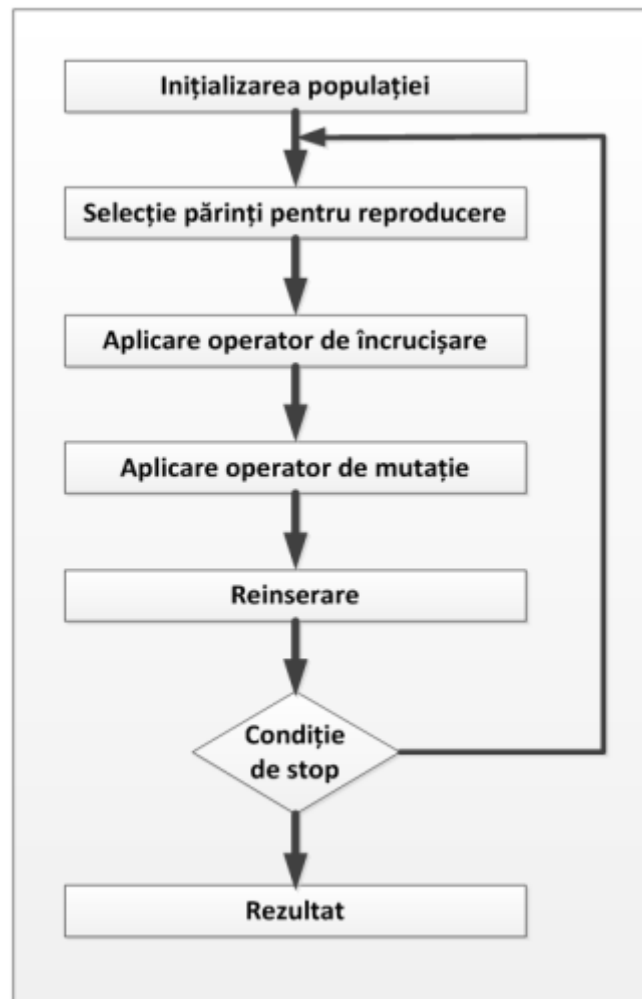 Inițializarea populației
Selecție părinți pentru reproducere
Aplicare operator de încrucișare
Aplicare operator de mutație
Reinserare
Condiție
de stop
Rezultat